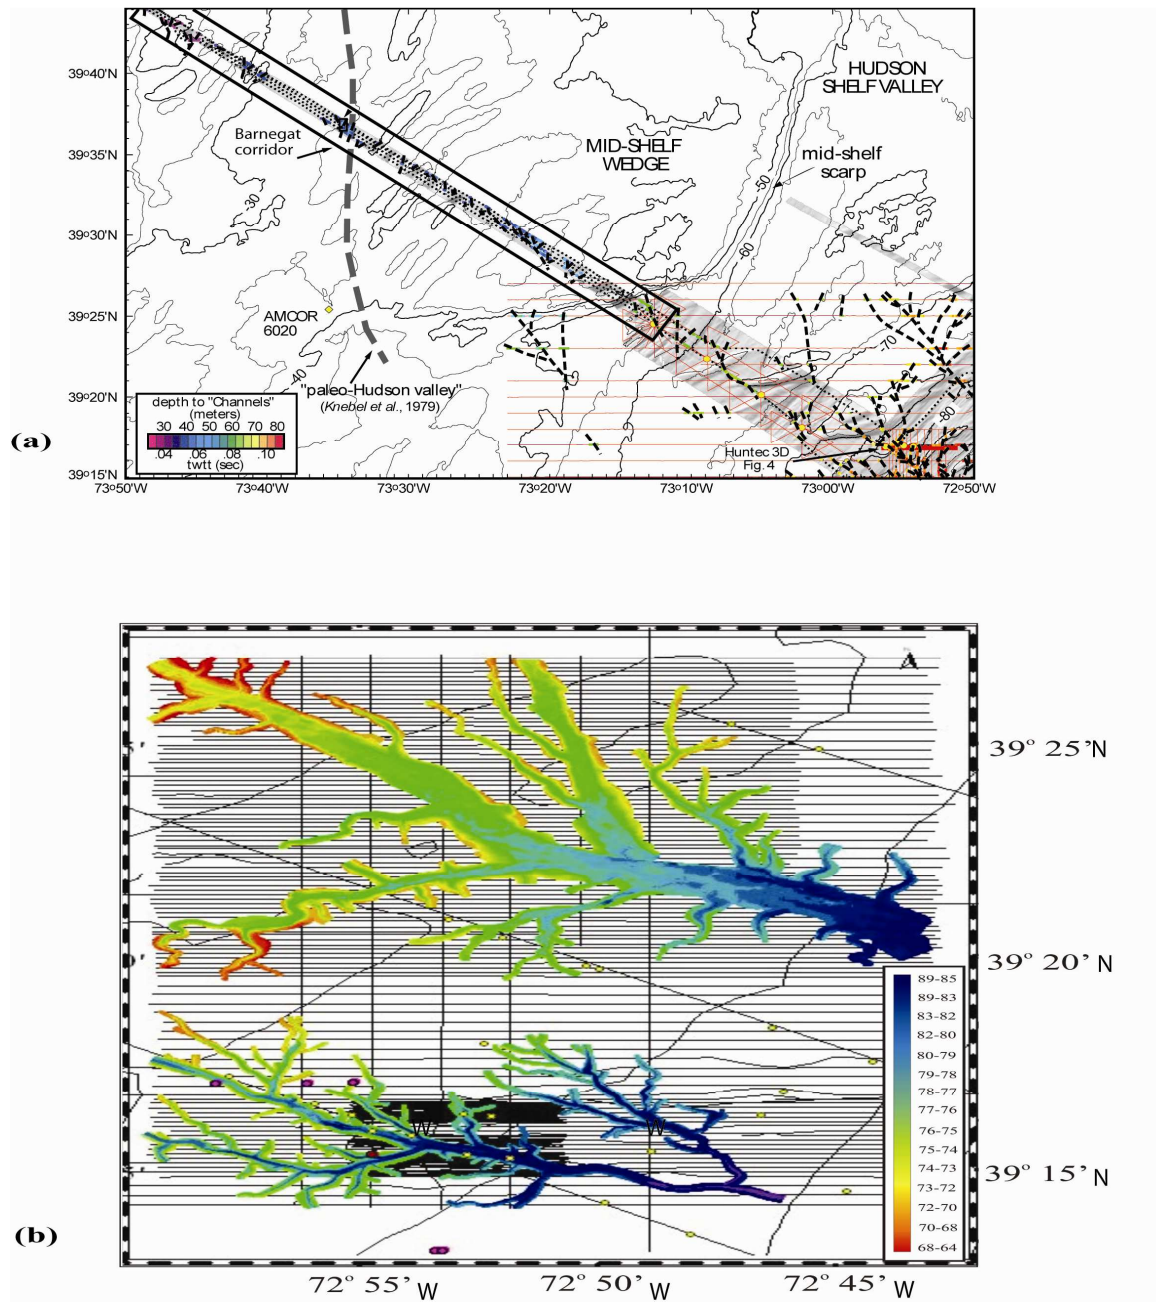 HUDSON
SHELF VALLEY
39°40'N
Barnegat
corridor
MID-SHELF
WEDGE
mid-shelf
scarp
39°35'N
-50
-30
39°30'N
-60
39°25'N
AMCOR
6020
-70
-40
"paleo-Hudson valley"
(Knebel et al., 1979)
39°20'N
-80
depth to "Channels"
(meters)
30 40 50 60 70 80
.04 .06 .08 .10
twtt (sec)
(a)
Huntec 3D
Fig. 4
39°15'N
73°50'W 73°40'W 73°30'W 73°20'W 73°10'W 73°00'W 72°50'W
A
39° 25'N
39° 20' N
89-85
89-83
83-82
82-80
80-79
79-78
78-77
77-76
76-75
75-74
74-73
73-72
72-70
70-68
68-64
W W
39° 15' N
(b)
72° 55' W 72° 50' W 72° 45' W